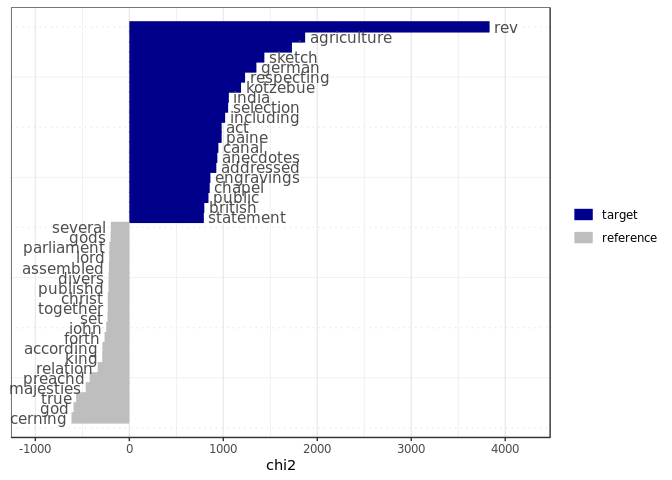 rev
agriculture
sketch
german
respecting
kotzebue
india
selection
including
act
paine
canal
anecdotes
addressed
engravings
chapel
public
british
statement
several
gods
parliament
lord
assembled
divers
publishd
christ
together
set
iohn
forth
according
king
relation
preachd
majesties
true
god
cerning
-1000 0 1000 2000 3000 4000
chi2
target
reference